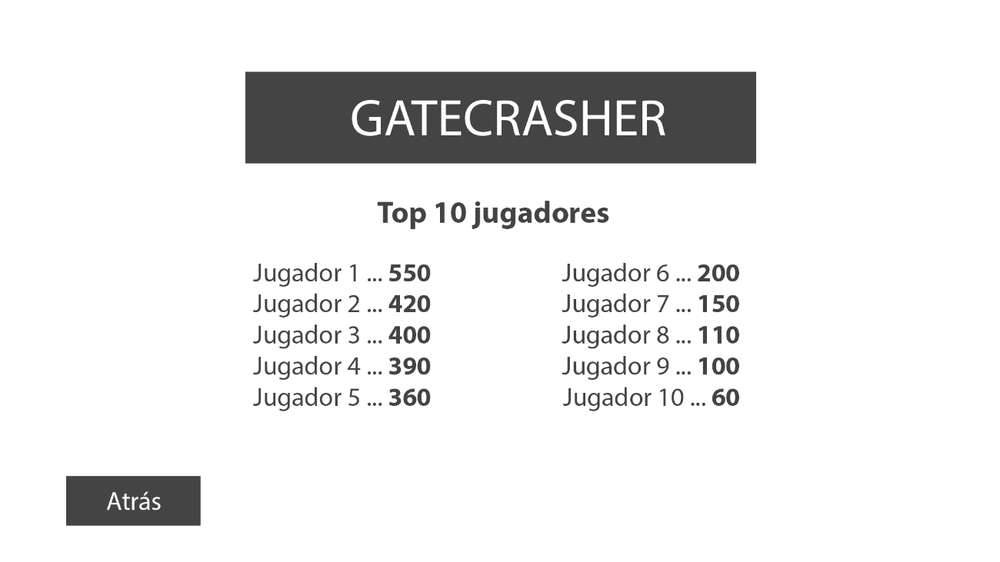 GATECRASHER
Top 10 jugadores
Jugador 1 ... 550
Jugador 2 ... 420
Jugador 3 ... 400
Jugador 4 ... 390
Jugador 5 ... 360
Jugador 6 ... 200
Jugador 7 ... 150
Jugador 8 ... 110
Jugador 9 ... 100
Jugador 10 ... 60
Atrás